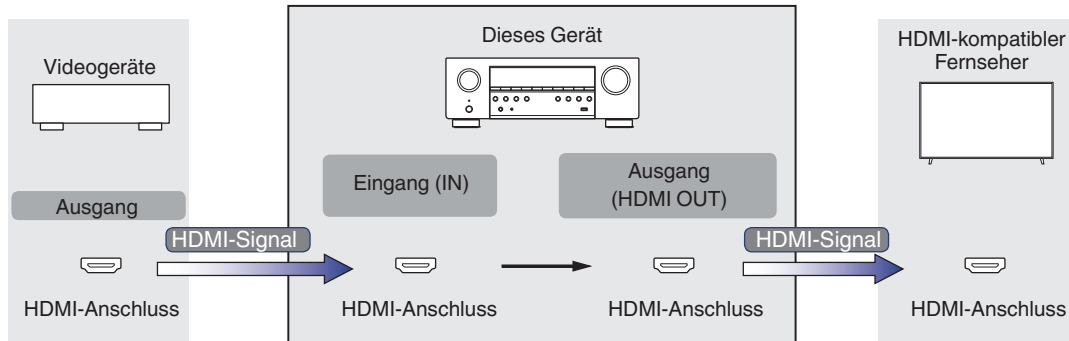 Videogeräte
Ausgang
HDMI-Signal
HDMI-Anschluss
Dieses Gerät
Eingang (IN)
HDMI-Anschluss
Ausgang
(HDMI OUT)
HDMI-Anschluss
HDMI-Signal
HDMI-kompatibler
Fernseher
HDMI-Anschluss